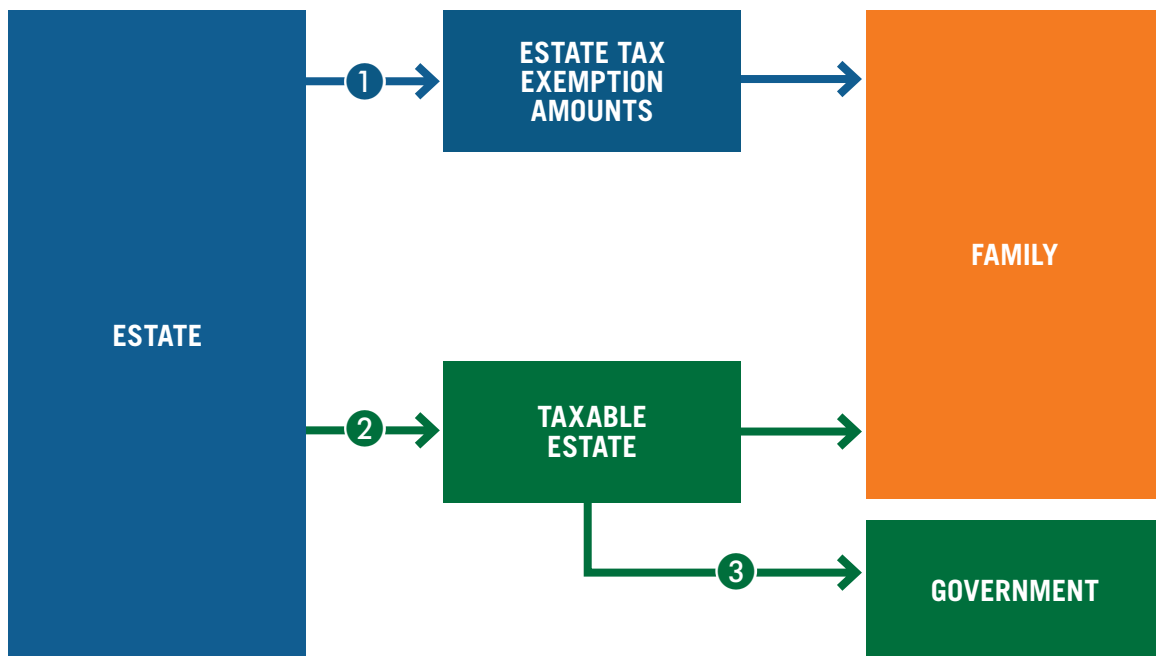 ESTATE
1
ESTATE TAX
EXEMPTION
AMOUNTS
FAMILY
2
TAXABLE
ESTATE
3
GOVERNMENT